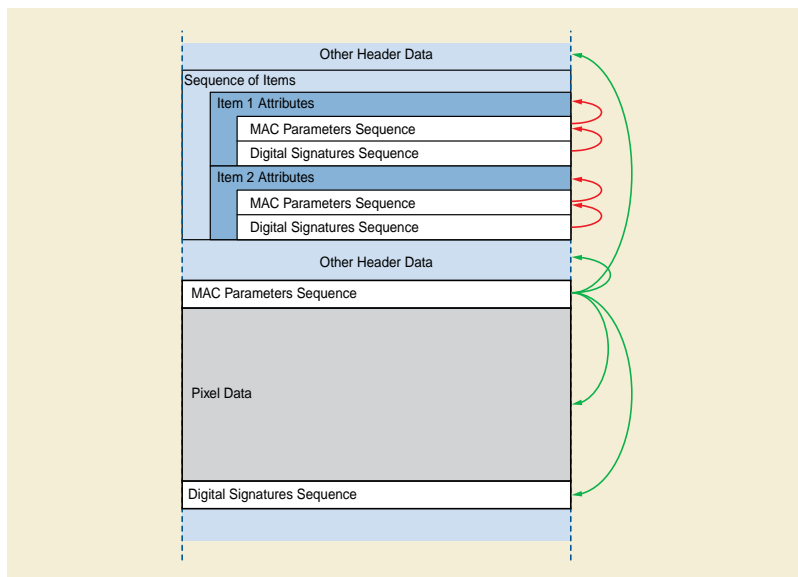 Other Header Data
Sequence of Items
Item 1 Attributes
MAC Parameters Sequence
Digital Signatures Sequence
Item 2 Attributes
MAC Parameters Sequence
Digital Signatures Sequence
Other Header Data
MAC Parameters Sequence
Pixel Data
Digital Signatures Sequence